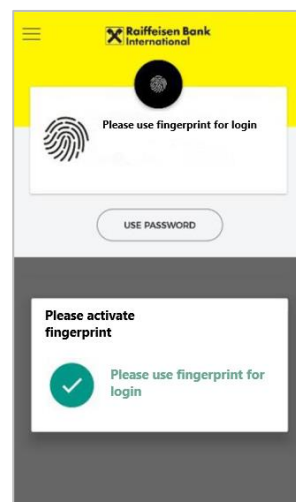 Raiffeisen Bank
International
Please use fingerprint for login
USE PASSWORD
Please activate
fingerprint
Please use fingerprint for
login